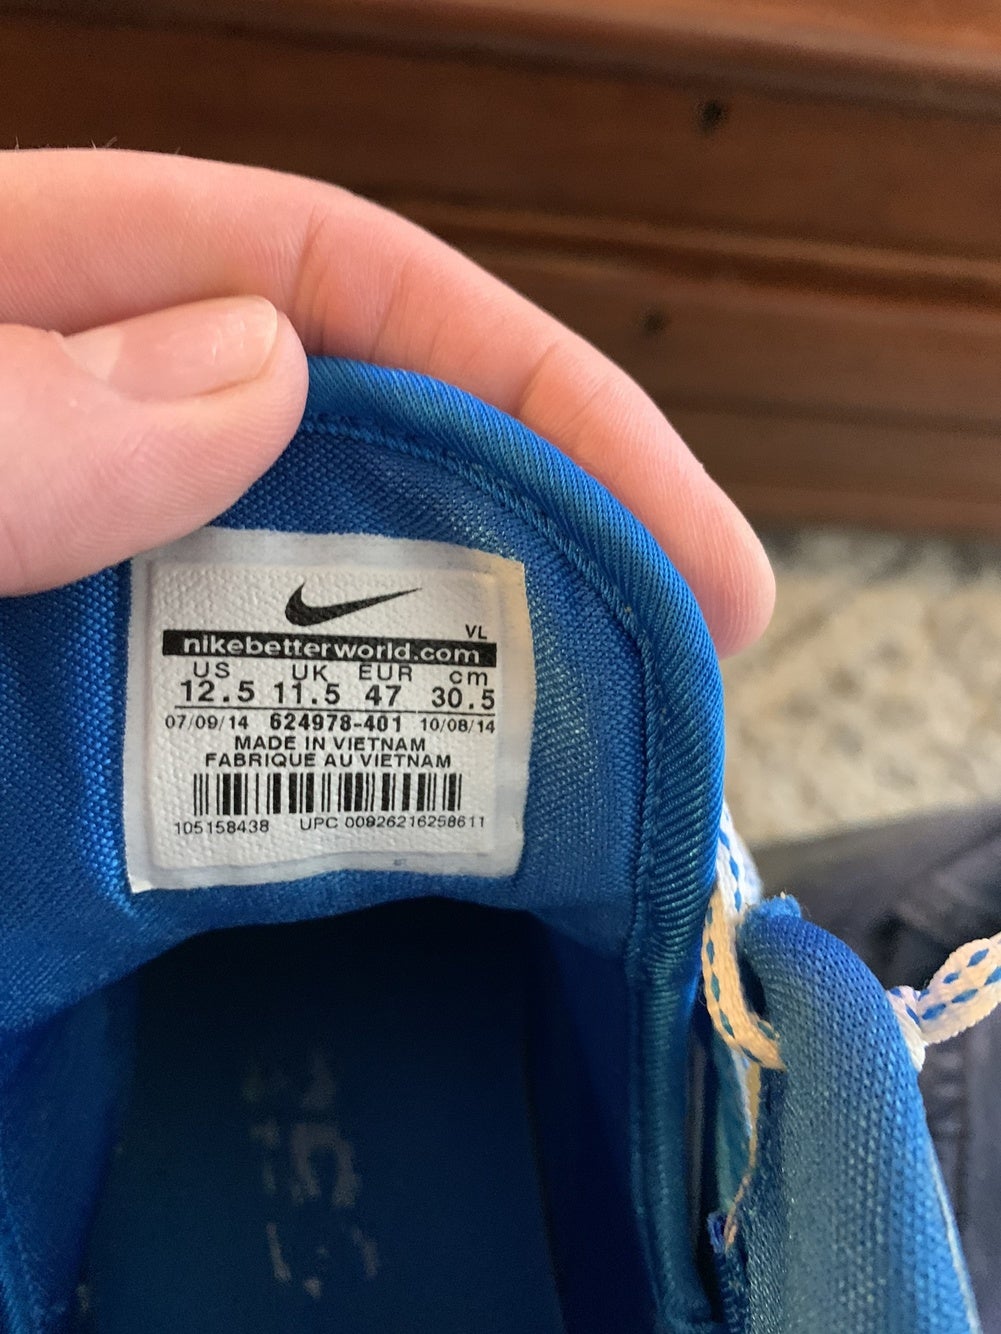 VL
nikebetterworld.com
US UK EUR cm
12.5 11.5 47 30.5
07/09/14 624978-401 10/08/14
MADE IN VIETNAM
FABRIQUE AU VIETNAM
105158438 UPC 00826216258611